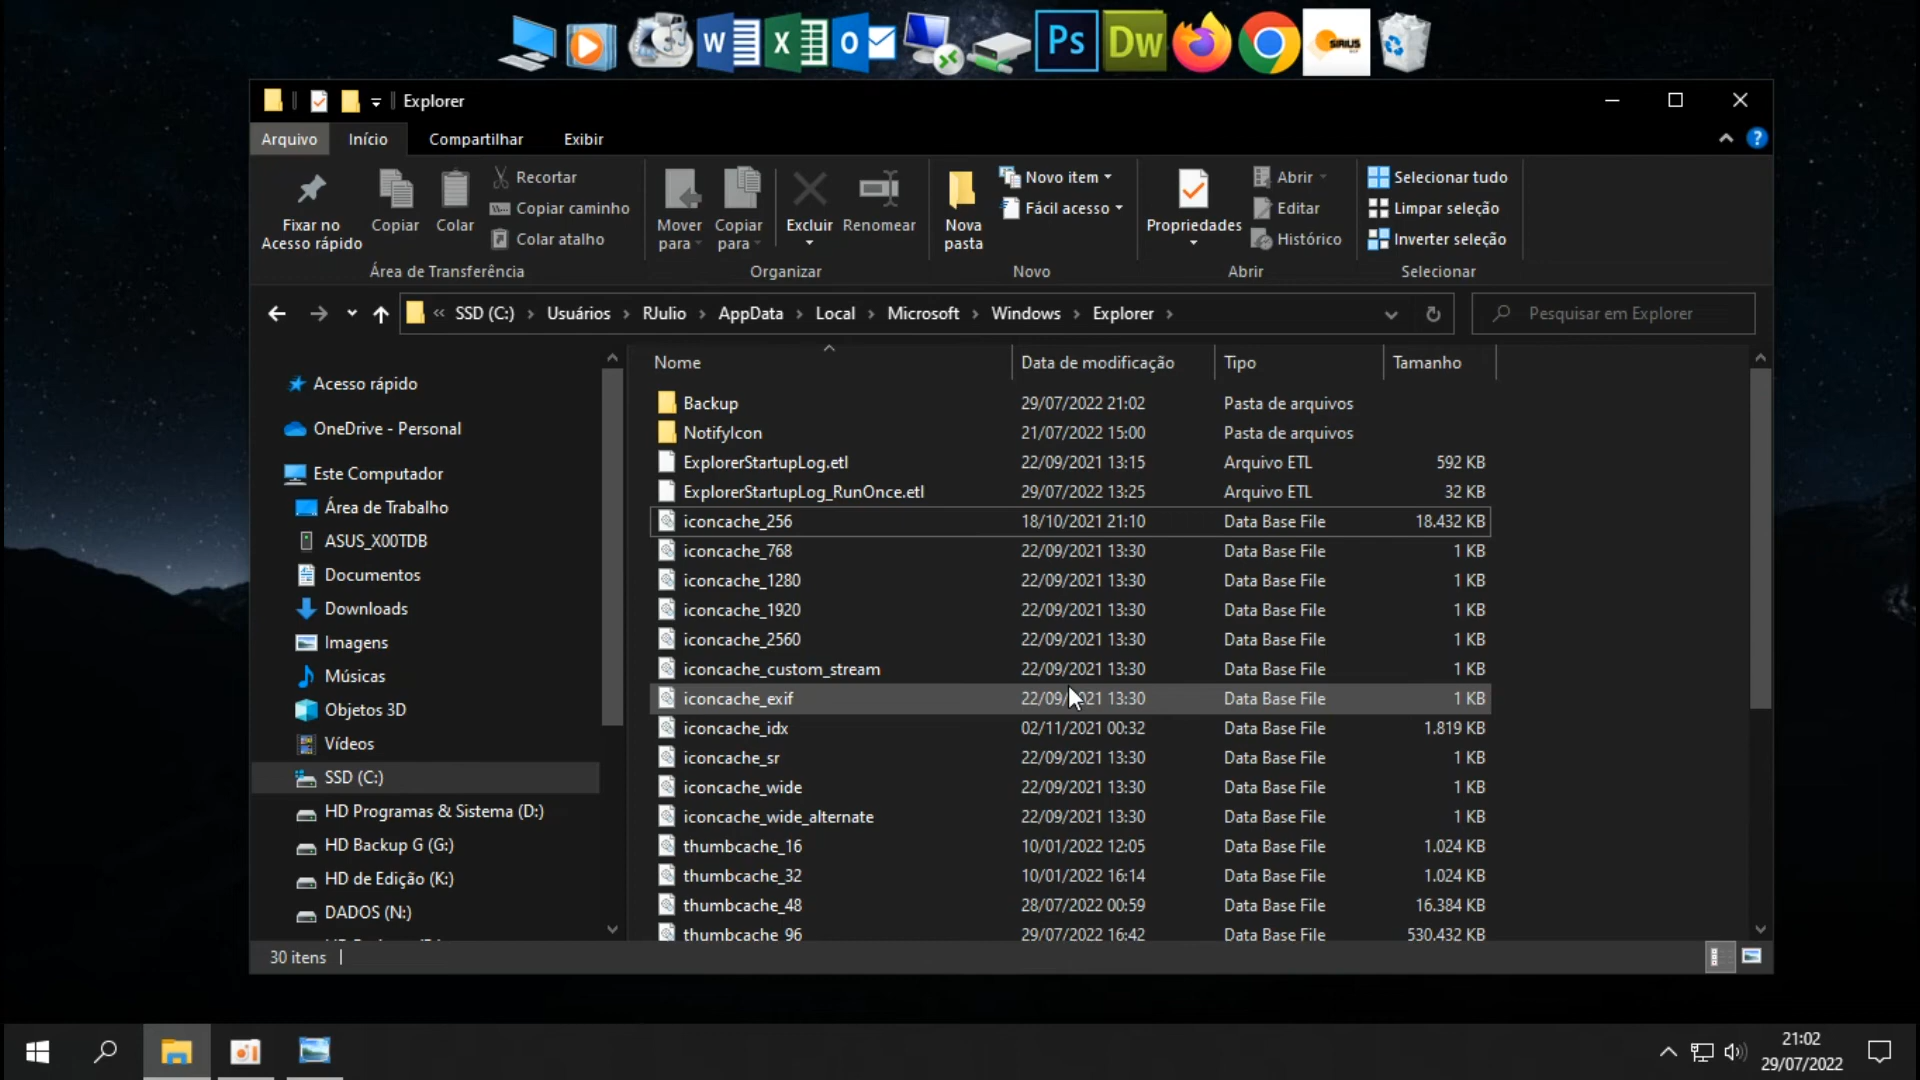 W X O Ps Dw SIRIUS
Explorer
Arquivo Início Compartilhar Exibir
Fixar no Acesso rápido
Copiar
Colar
Recortar
Copiar caminho
Colar atalho
Área de Transferência
Mover para
Copiar para
Excluir
Renomear
Organizar
Nova pasta
Novo item
Fácil acesso
Novo
Propriedades
Abrir
Editar
Histórico
Abrir
Selecionar tudo
Limpar seleção
Inverter seleção
Selecionar
« SSD (C:) › Usuários › RJulio › AppData › Local › Microsoft › Windows › Explorer ›
Pesquisar em Explorer
Acesso rápido
OneDrive - Personal
Este Computador
Área de Trabalho
ASUS_X00TDB
Documentos
Downloads
Imagens
Músicas
Objetos 3D
Vídeos
SSD (C:)
HD Programas & Sistema (D:)
HD Backup G (G:)
HD de Edição (K:)
DADOS (N:)
Nome Data de modificação Tipo Tamanho
Backup 29/07/2022 21:02 Pasta de arquivos
NotifyIcon 21/07/2022 15:00 Pasta de arquivos
ExplorerStartupLog.etl 22/09/2021 13:15 Arquivo ETL 592 KB
ExplorerStartupLog_RunOnce.etl 29/07/2022 13:25 Arquivo ETL 32 KB
iconcache_256 18/10/2021 21:10 Data Base File 18.432 KB
iconcache_768 22/09/2021 13:30 Data Base File 1 KB
iconcache_1280 22/09/2021 13:30 Data Base File 1 KB
iconcache_1920 22/09/2021 13:30 Data Base File 1 KB
iconcache_2560 22/09/2021 13:30 Data Base File 1 KB
iconcache_custom_stream 22/09/2021 13:30 Data Base File 1 KB
iconcache_exif 22/09/2021 13:30 Data Base File 1 KB
iconcache_idx 02/11/2021 00:32 Data Base File 1.819 KB
iconcache_sr 22/09/2021 13:30 Data Base File 1 KB
iconcache_wide 22/09/2021 13:30 Data Base File 1 KB
iconcache_wide_alternate 22/09/2021 13:30 Data Base File 1 KB
thumbcache_16 10/01/2022 12:05 Data Base File 1.024 KB
thumbcache_32 10/01/2022 16:14 Data Base File 1.024 KB
thumbcache_48 28/07/2022 00:59 Data Base File 16.384 KB
thumbcache_96 29/07/2022 16:42 Data Base File 530.432 KB
30 itens
21:02
29/07/2022